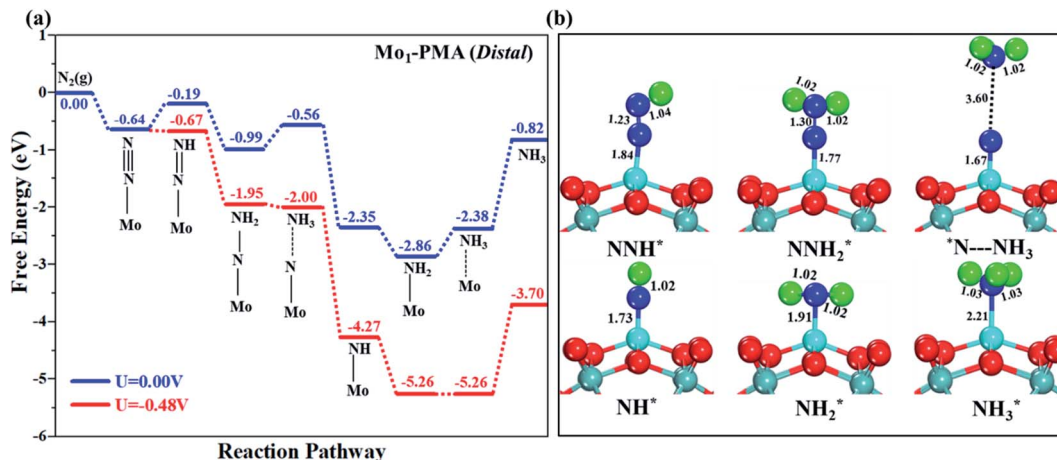 (a)
Mo1-PMA (Distal)
N2(g)
0.00
-0.64
-0.19
-0.67
-0.99
-0.56
-1.95
-2.00
-2.35
-2.86
-2.38
-0.82
NH3
-4.27
-5.26
-5.26
-3.70
N
N
Mo
NH
N
Mo
NH2
N
Mo
NH3
N
Mo
NH
Mo
NH2
Mo
NH3
Mo
U=0.00V
U=-0.48V
1
0
-1
-2
-3
-4
-5
-6
Free Energy (eV)
Reaction Pathway
(b)
1.23
1.04
1.84
NNH*
1.02
1.30
1.02
1.77
NNH2*
1.02
1.02
3.60
1.67
*N---NH3
1.02
1.73
NH*
1.02
1.02
1.91
NH2*
1.03
1.03
2.21
NH3*